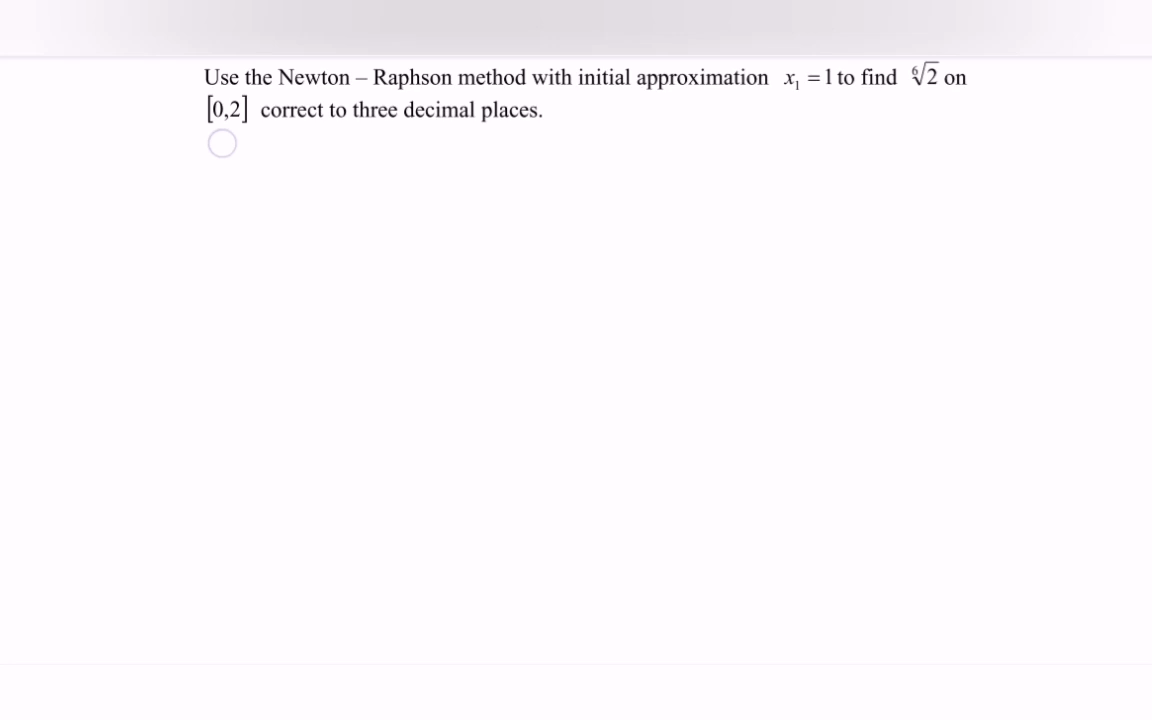 Use the Newton – Raphson method with initial approximation x₁ = 1 to find ⁶√2 on
[0,2] correct to three decimal places.